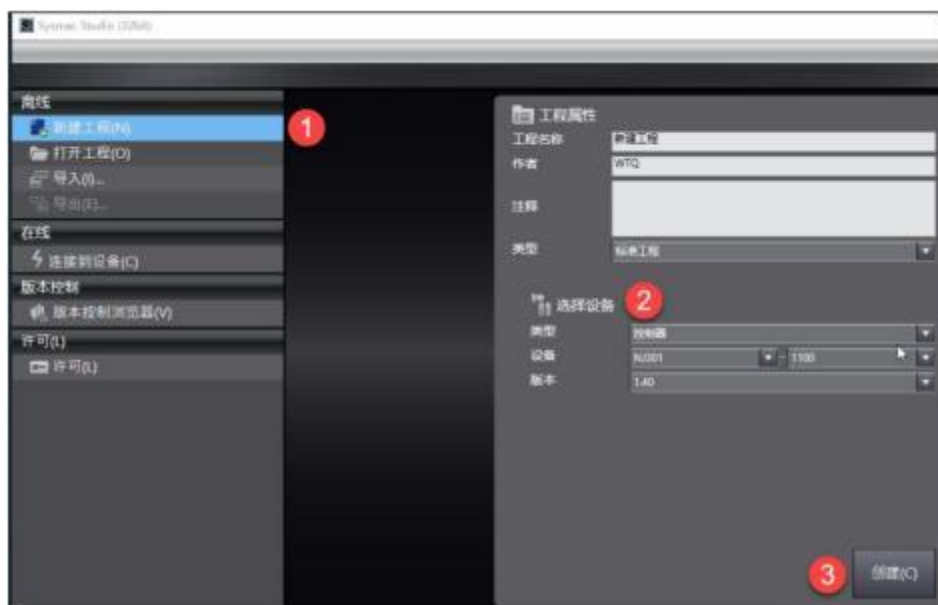 Sysmac Studio (32bit)
离线
新建工程(N)
1
打开工程(O)
导入(I)...
导出(E)...
在线
连接到设备(C)
版本控制
版本控制浏览器(V)
许可(L)
许可(L)
工程属性
工程名称 新建工程
作者 WTQ
注释
类型 标准工程
选择设备 2
类型 控制器
设备 NJ301 - 1100
版本 1.40
3 创建(C)